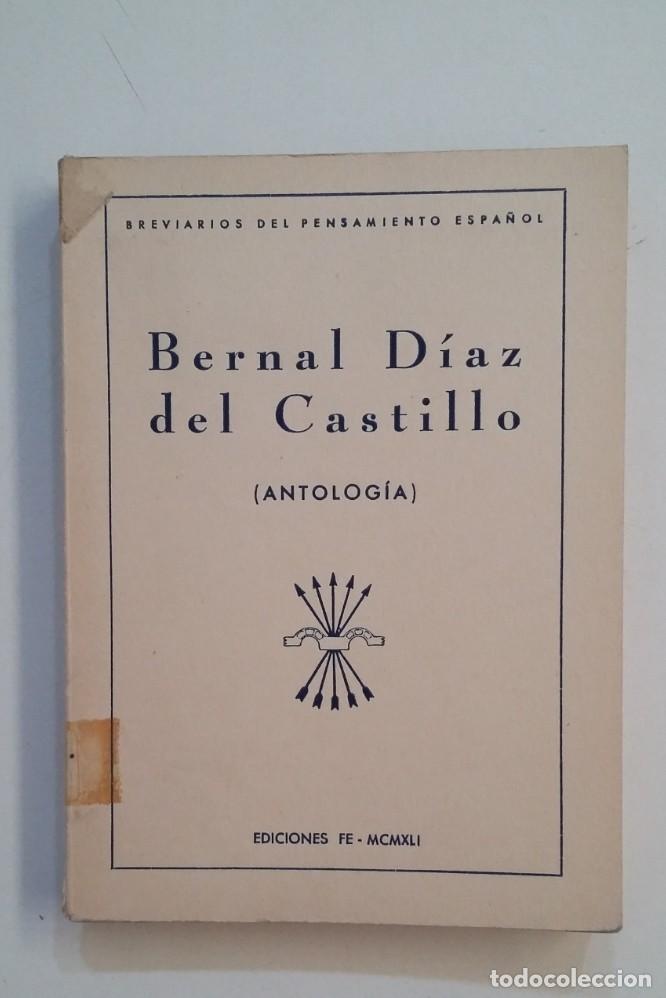 BREVIARIOS DEL PENSAMIENTO ESPAÑOL
Bernal Díaz
del Castillo
(ANTOLOGÍA)
EDICIONES FE - MCMXLI
todocoleccion